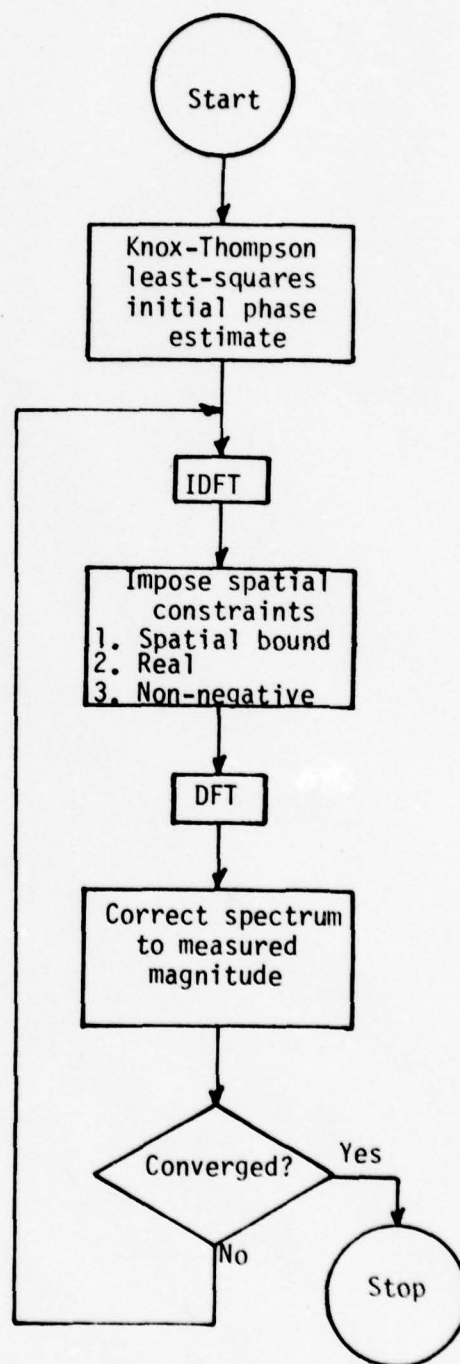 Start
Knox-Thompson
least-squares
initial phase
estimate
IDFT
Impose spatial
constraints
1. Spatial bound
2. Real
3. Non-negative
DFT
Correct spectrum
to measured
magnitude
Converged?
Yes
No
Stop